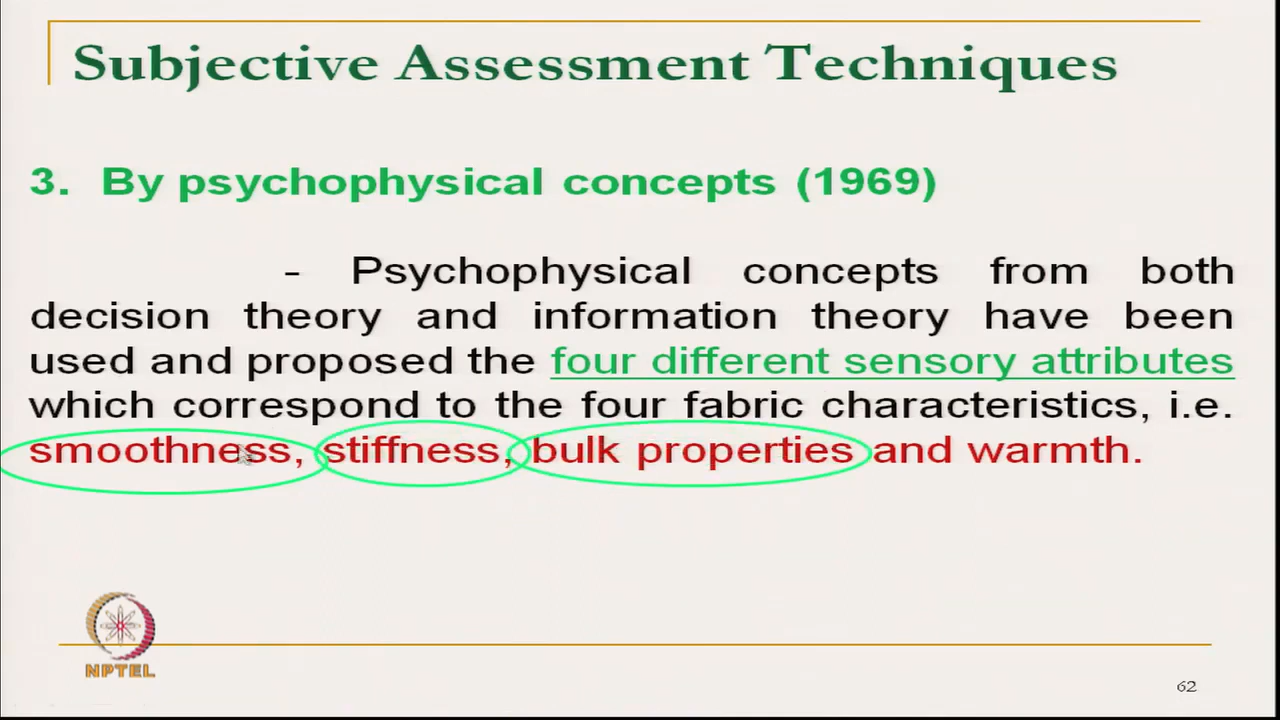 Subjective Assessment Techniques
3. By psychophysical concepts (1969)
- Psychophysical concepts from both
decision theory and information theory have been
used and proposed the four different sensory attributes
which correspond to the four fabric characteristics, i.e.
smoothness, stiffness, bulk properties and warmth.
NPTEL
62